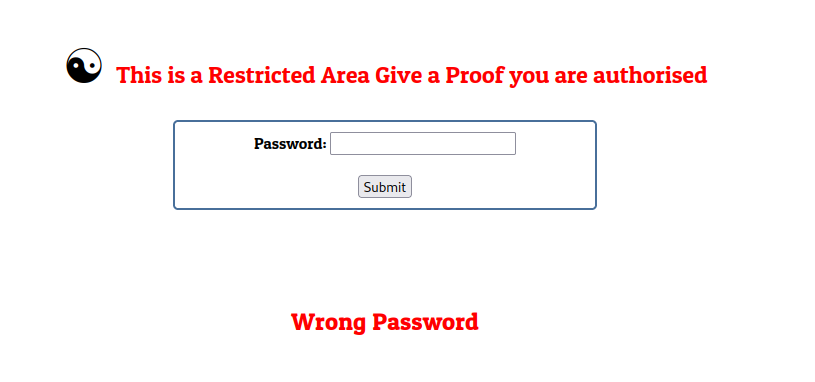 This is a Restricted Area Give a Proof you are authorised
Password:
Submit
Wrong Password